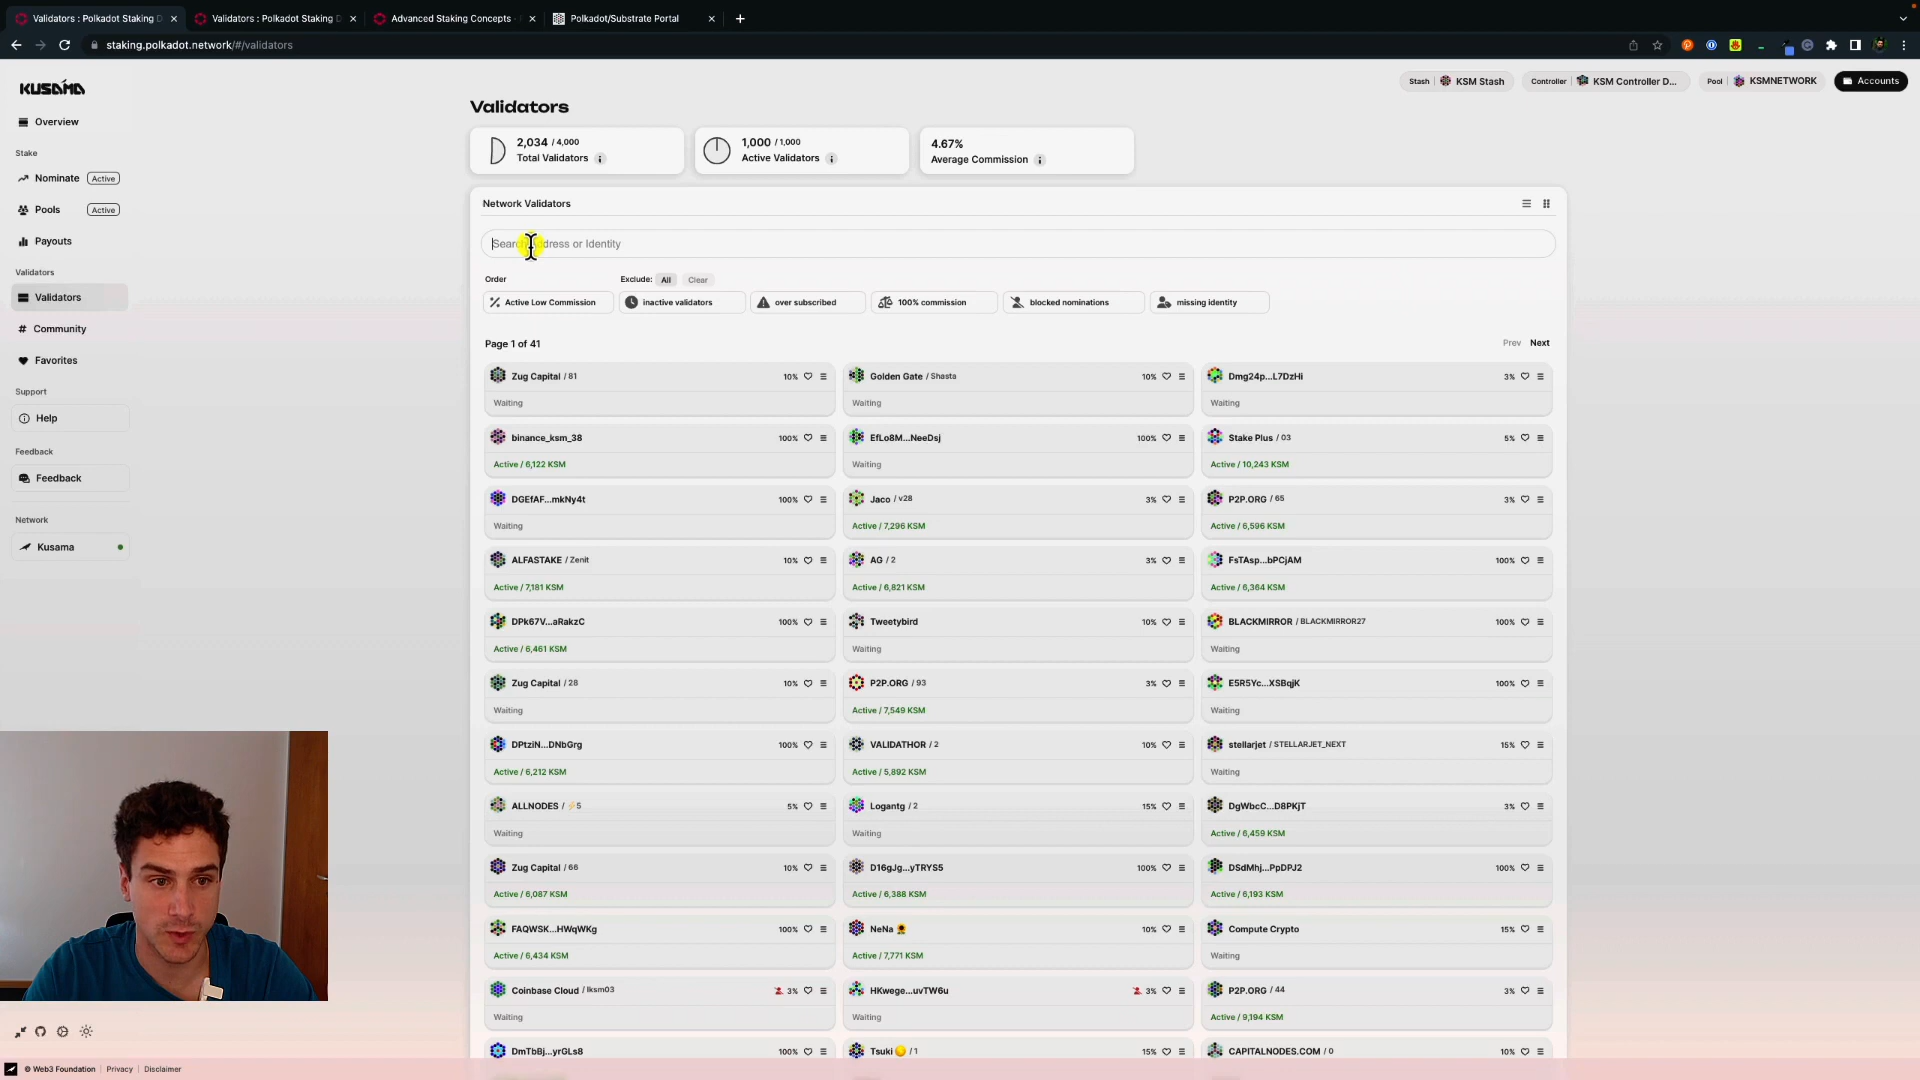 Validators : Polkadot Staking D
Validators : Polkadot Staking D
Advanced Staking Concepts ·
Polkadot/Substrate Portal
staking.polkadot.network/#/validators
KUSAMA
Stash KSM Stash
Controller KSM Controller D...
Pool KSMNETWORK
Accounts
Overview
Stake
Nominate Active
Pools Active
Payouts
Validators
Validators
Community
Favorites
Support
Help
Feedback
Feedback
Network
Kusama
Validators
2,034 / 4,000
Total Validators
1,000 / 1,000
Active Validators
4.67%
Average Commission
Network Validators
Search Address or Identity
Order
Exclude: All Clear
Active Low Commission
inactive validators
over subscribed
100% commission
blocked nominations
missing identity
Page 1 of 41
Prev Next
Zug Capital / 81 10%
Waiting
Golden Gate / Shasta 10%
Waiting
Dmg24p...L7DzHi 3%
Waiting
binance_ksm_38 100%
Active / 6,122 KSM
EfLo8M...NeeDsj 100%
Waiting
Stake Plus / 03 5%
Active / 10,243 KSM
DGEfAF...mkNy4t 100%
Waiting
Jaco / v28 3%
Active / 7,296 KSM
P2P.ORG / 65 3%
Active / 6,596 KSM
ALFASTAKE / Zenit 10%
Active / 7,181 KSM
AG / 2 3%
Active / 6,821 KSM
FsTAsp...bPCjAM 100%
Active / 6,364 KSM
DPk67V...aRakzC 100%
Active / 6,461 KSM
Tweetybird 10%
Waiting
BLACKMIRROR / BLACKMIRROR27 100%
Waiting
Zug Capital / 28 10%
Waiting
P2P.ORG / 93 3%
Active / 7,549 KSM
E5R5Yc...XSBqjK 100%
Waiting
DPtziN...DNbGrg 100%
Active / 6,212 KSM
VALIDATHOR / 2 10%
Active / 5,892 KSM
stellarjet / STELLARJET_NEXT 15%
Waiting
ALLNODES / ⚡5 5%
Waiting
Logantg / 2 15%
Waiting
DgWbcC...D8PKjT 3%
Active / 6,459 KSM
Zug Capital / 66 10%
Active / 6,087 KSM
D16gJg...yTRYS5 100%
Active / 6,388 KSM
DSdMhj...PpDPJ2 100%
Active / 6,193 KSM
FAQWSK...HWqWKg 100%
Active / 6,434 KSM
NeNa 🌻 10%
Active / 7,771 KSM
Compute Crypto 15%
Waiting
Coinbase Cloud / lksm03 3%
Waiting
HKwege...uvTW6u 3%
Waiting
P2P.ORG / 44 3%
Active / 9,194 KSM
DmTbBj...yrGLs8 100%
Tsuki 🟡 / 1 15%
CAPITALNODES.COM / 0 10%
© Web3 Foundation Privacy Disclaimer